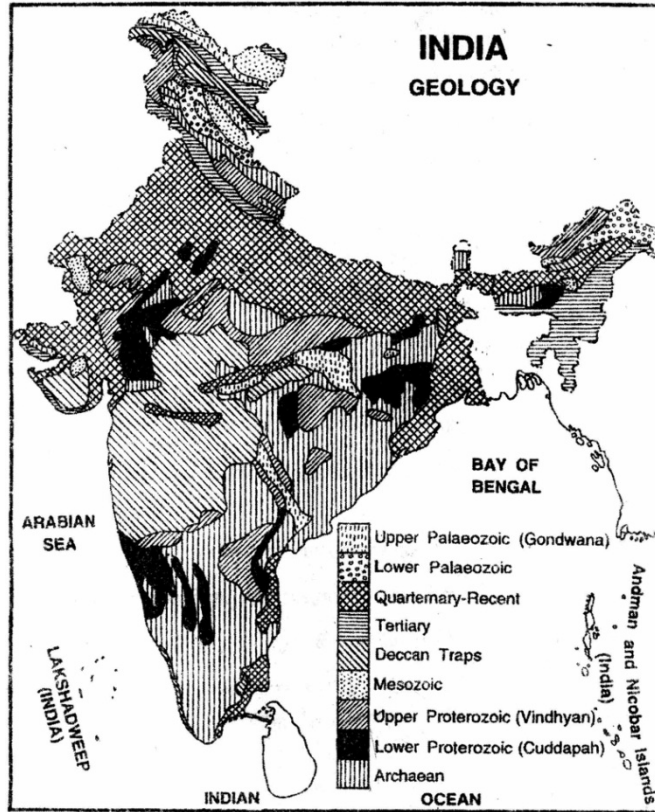 INDIA
GEOLOGY
BAY OF
BENGAL
ARABIAN
SEA
Upper Palaeozoic (Gondwana)
Lower Palaeozoic
Quarternary-Recent
Tertiary
Deccan Traps
Mesozoic
Upper Proterozoic (Vindhyan)
Lower Proterozoic (Cuddapah)
Archaean
LAKSHADWEEP
(INDIA)
Andman and Nicobar Islands
(India)
INDIAN OCEAN